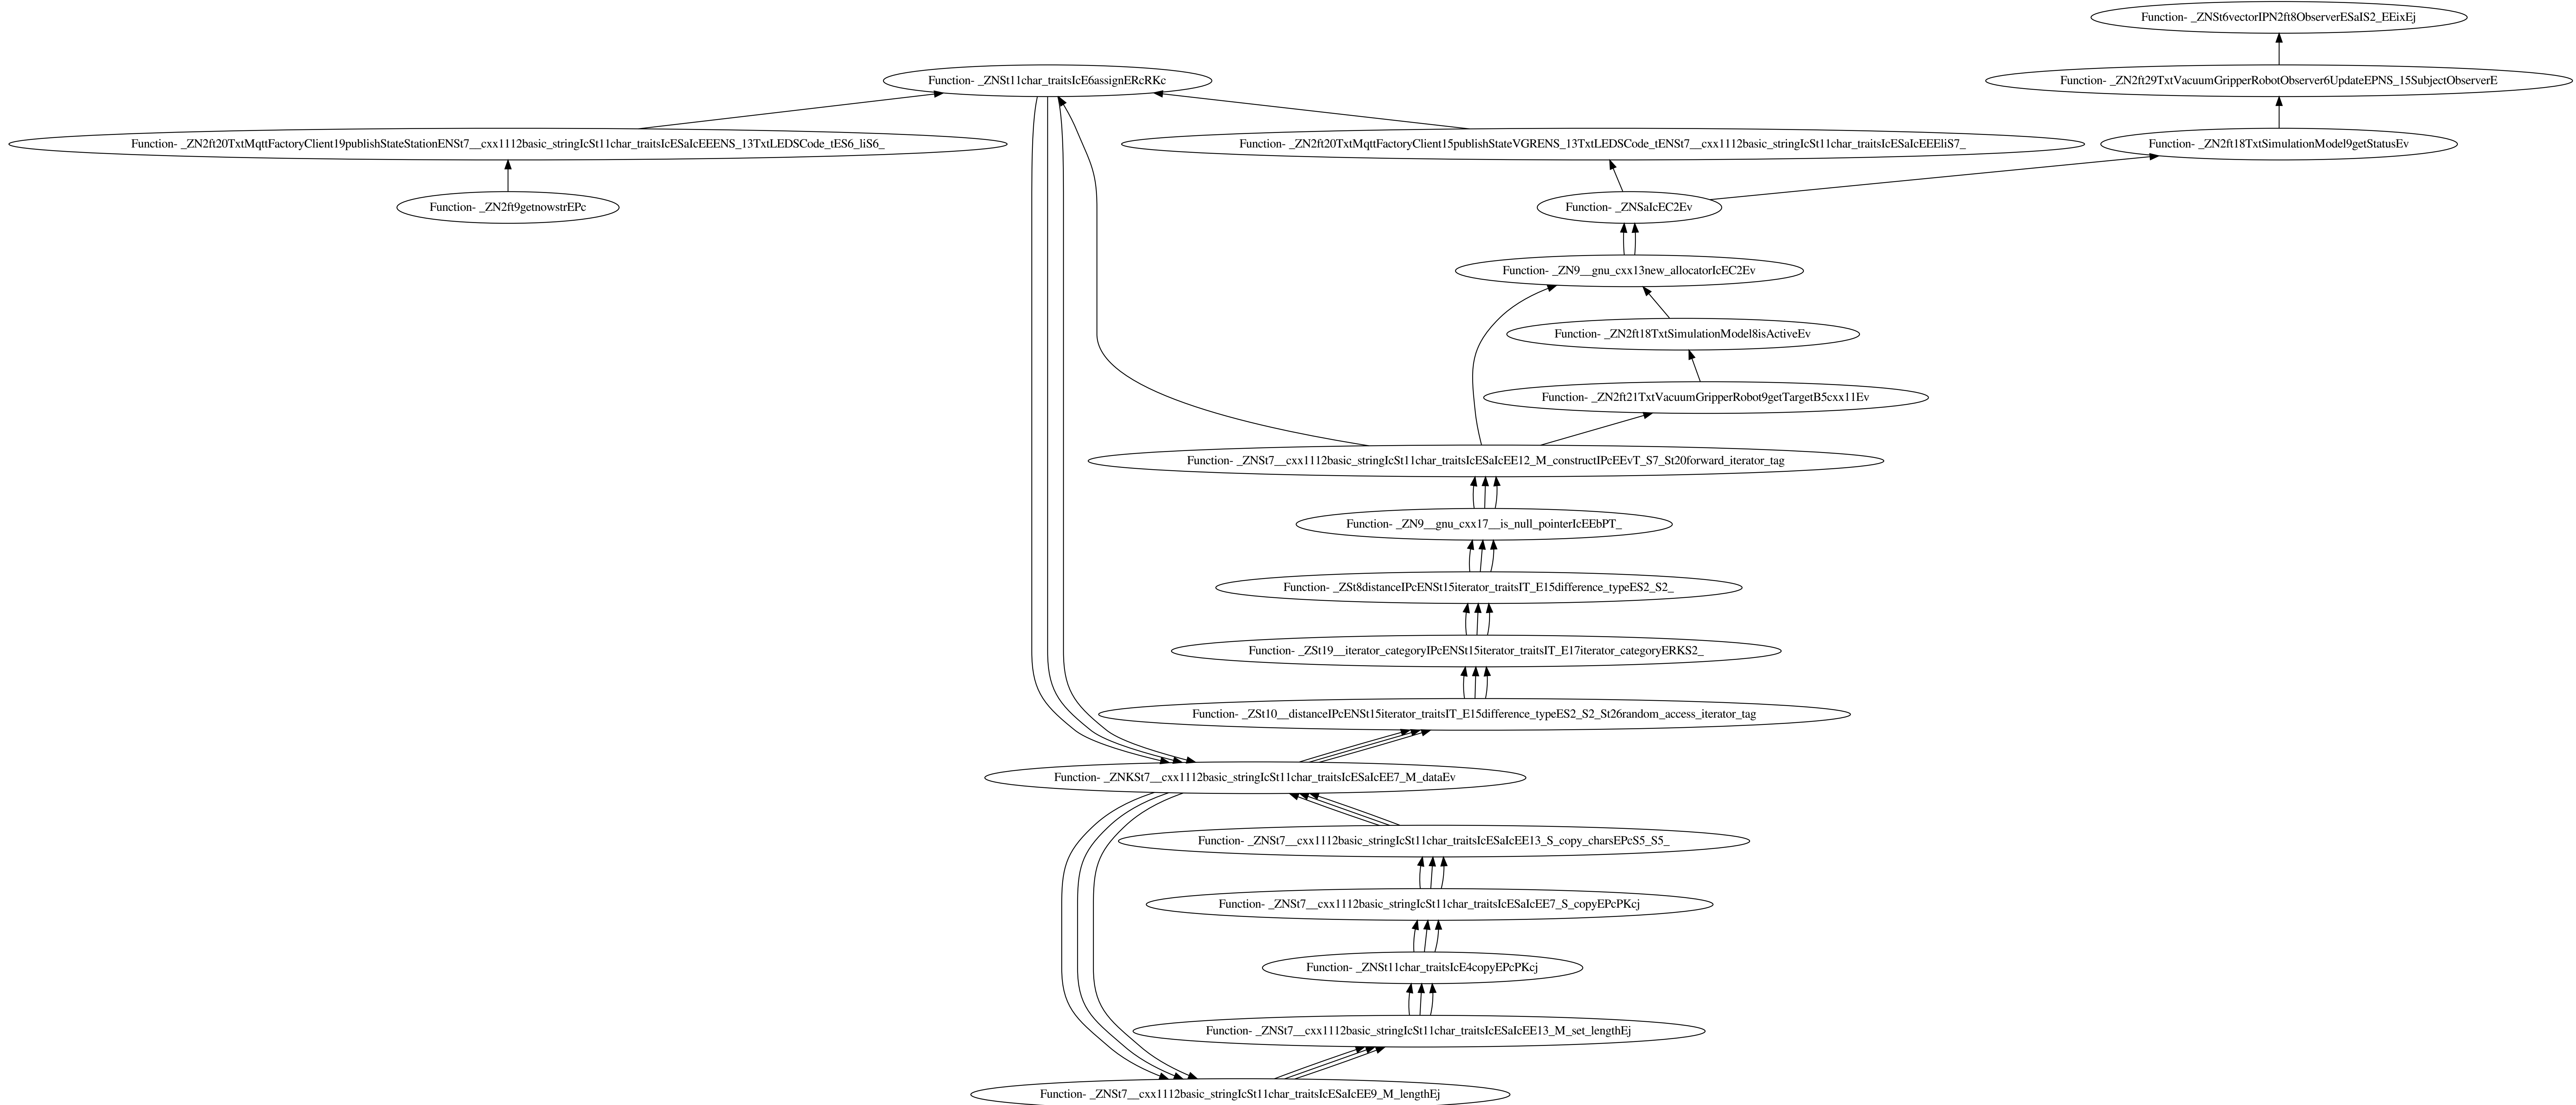 Function- _ZNSt6vectorIPN2ft8ObserverESaIS2_EEixEj
Function- _ZNSt11char_traitsIcE6assignERcRKc
Function- _ZN2ft29TxtVacuumGripperRobotObserver6UpdateEPNS_15SubjectObserverE
Function- _ZN2ft20TxtMqttFactoryClient19publishStateStationENSt7__cxx1112basic_stringIcSt11char_traitsIcESaIcEEENS_13TxtLEDSCode_tES6_liS6_
Function- _ZN2ft20TxtMqttFactoryClient15publishStateVGRENS_13TxtLEDSCode_tENSt7__cxx1112basic_stringIcSt11char_traitsIcESaIcEEEliS7_
Function- _ZN2ft18TxtSimulationModel9getStatusEv
Function- _ZN2ft9getnowstrEPc
Function- _ZNSaIcEC2Ev
Function- _ZN9__gnu_cxx13new_allocatorIcEC2Ev
Function- _ZN2ft18TxtSimulationModel8isActiveEv
Function- _ZN2ft21TxtVacuumGripperRobot9getTargetB5cxx11Ev
Function- _ZNSt7__cxx1112basic_stringIcSt11char_traitsIcESaIcEE12_M_constructIPcEEvT_S7_St20forward_iterator_tag
Function- _ZN9__gnu_cxx17__is_null_pointerIcEEbPT_
Function- _ZSt8distanceIPcENSt15iterator_traitsIT_E15difference_typeES2_S2_
Function- _ZSt19__iterator_categoryIPcENSt15iterator_traitsIT_E17iterator_categoryERKS2_
Function- _ZSt10__distanceIPcENSt15iterator_traitsIT_E15difference_typeES2_S2_St26random_access_iterator_tag
Function- _ZNKSt7__cxx1112basic_stringIcSt11char_traitsIcESaIcEE7_M_dataEv
Function- _ZNSt7__cxx1112basic_stringIcSt11char_traitsIcESaIcEE13_S_copy_charsEPcS5_S5_
Function- _ZNSt7__cxx1112basic_stringIcSt11char_traitsIcESaIcEE7_S_copyEPcPKcj
Function- _ZNSt11char_traitsIcE4copyEPcPKcj
Function- _ZNSt7__cxx1112basic_stringIcSt11char_traitsIcESaIcEE13_M_set_lengthEj
Function- _ZNSt7__cxx1112basic_stringIcSt11char_traitsIcESaIcEE9_M_lengthEj